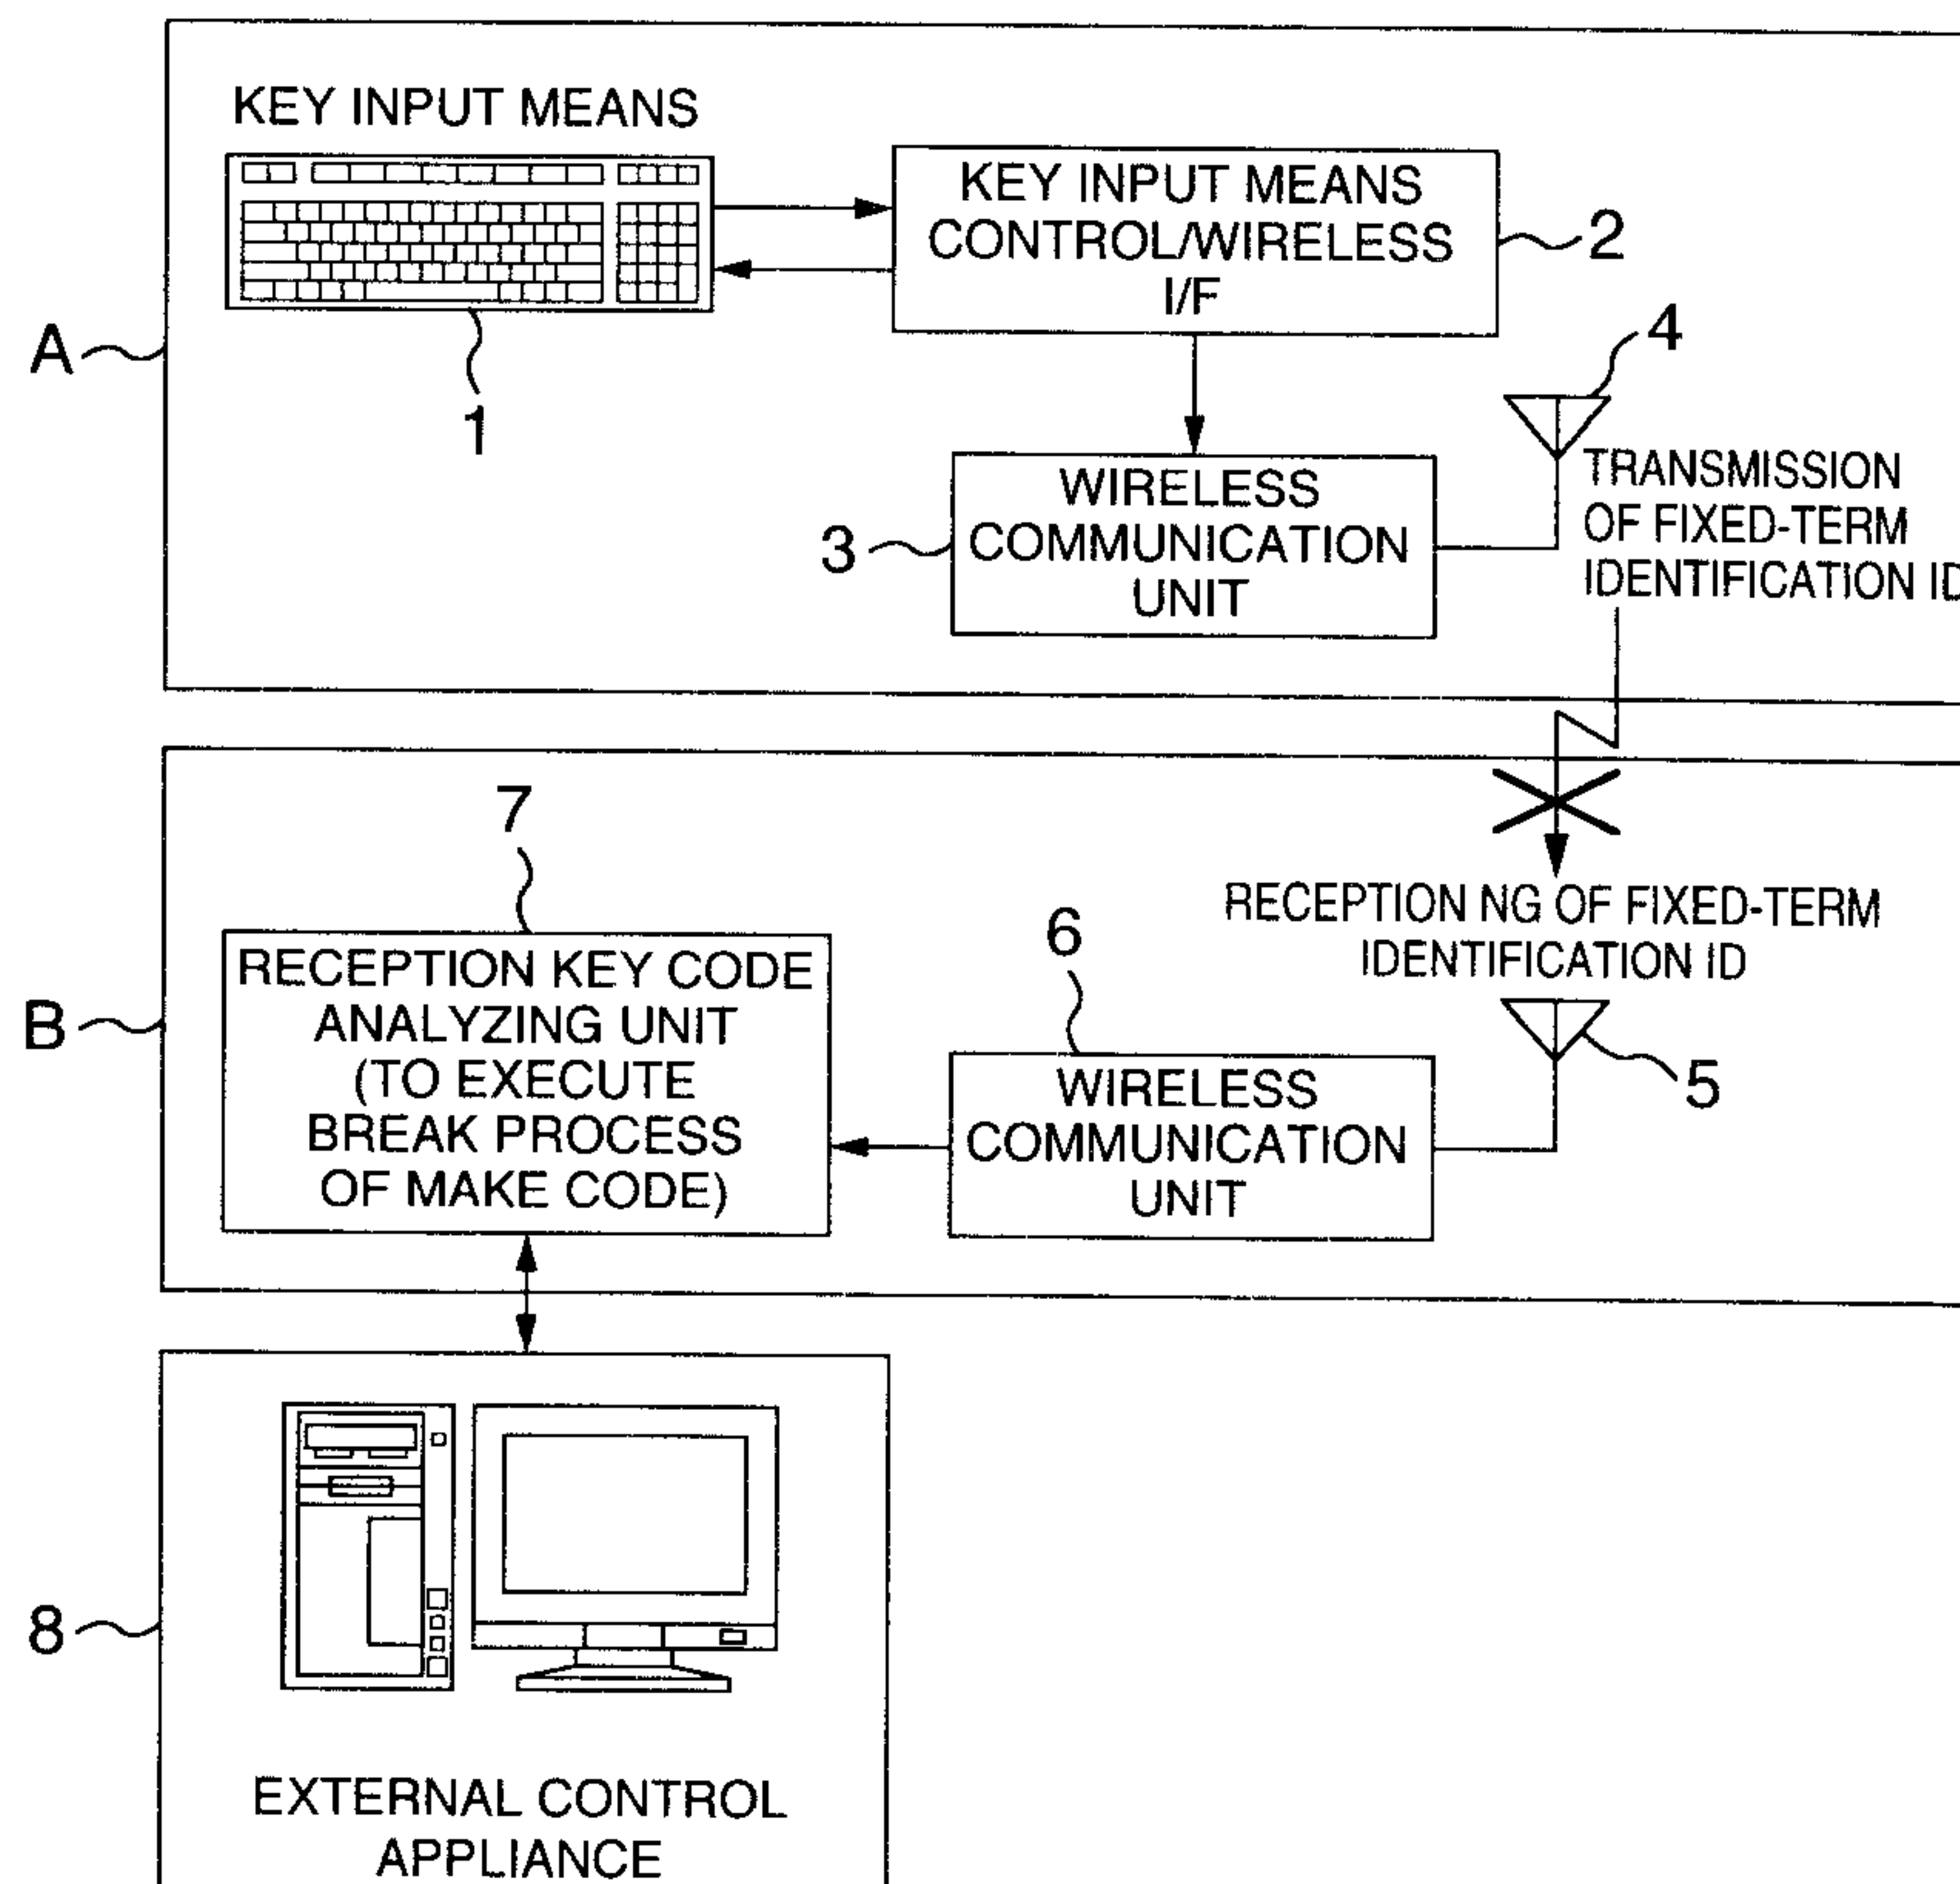 KEY INPUT MEANS
KEY INPUT MEANS
CONTROL/WIRELESS
I/F
2
4
A
1
TRANSMISSION
OF FIXED-TERM
IDENTIFICATION ID
WIRELESS
COMMUNICATION
UNIT
3
7
RECEPTION NG OF FIXED-TERM
IDENTIFICATION ID
6
RECEPTION KEY CODE
ANALYZING UNIT
(TO EXECUTE
BREAK PROCESS
OF MAKE CODE)
B
WIRELESS
COMMUNICATION
UNIT
5
8
EXTERNAL CONTROL
APPLIANCE